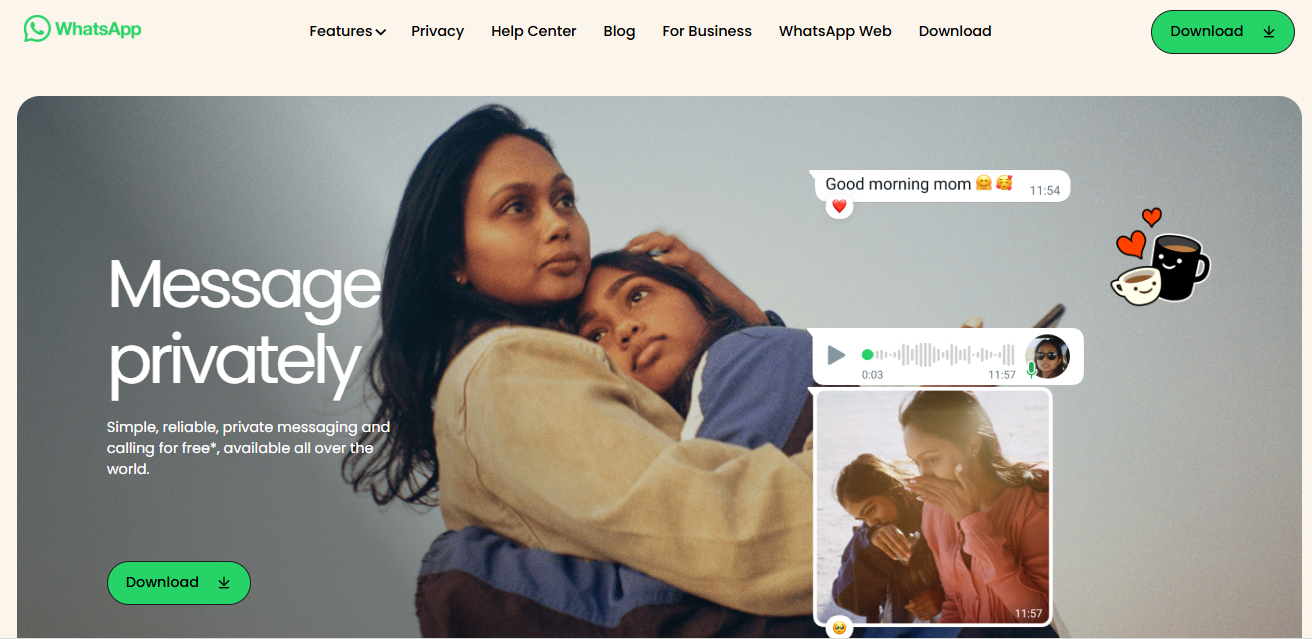 WhatsApp
Features
Privacy
Help Center
Blog
For Business
WhatsApp Web
Download
Download
Message
privately
Simple, reliable, private messaging and
calling for free*, available all over the
world.
Download
Good morning mom 🤗 🥰 11:54
0:03 11:57
11:57